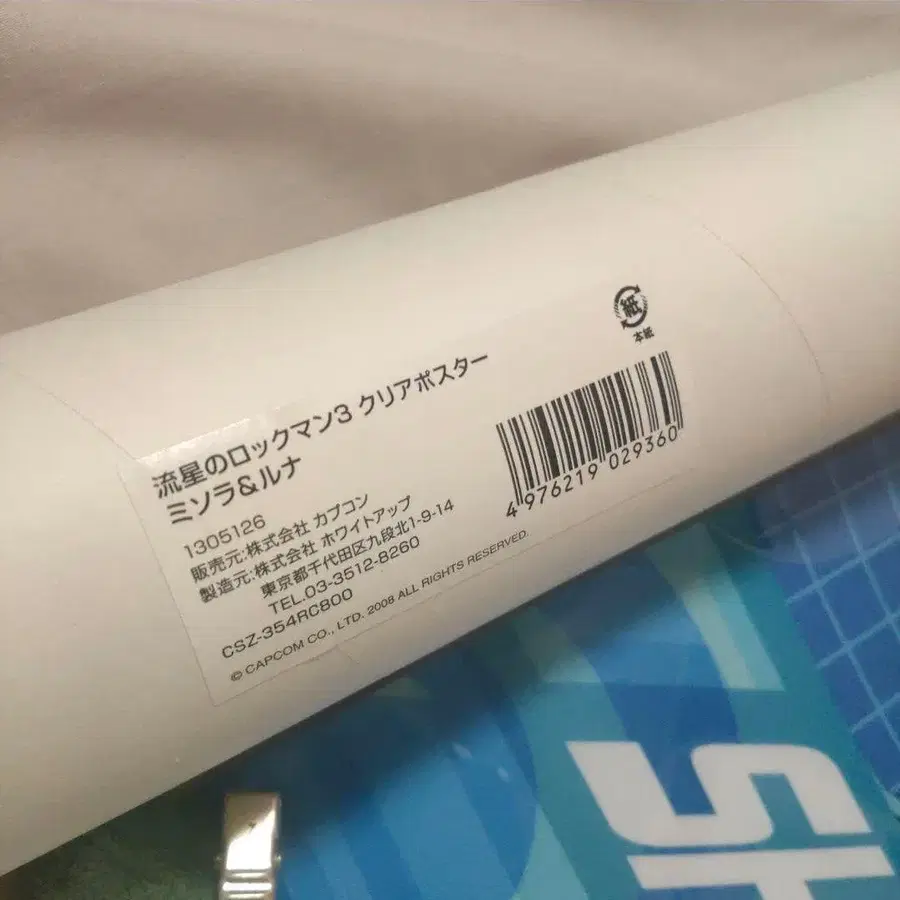 流星のロックマン3 クリアポスター
ミソラ&ルナ
1305126
販売元:株式会社 カプコン
製造元:株式会社 ホワイトアップ
東京都千代田区九段北1-9-14
TEL.03-3512-8260
CSZ-354RC800
© CAPCOM CO., LTD. 2008 ALL RIGHTS RESERVED.
紙
本紙
4 976219 029360